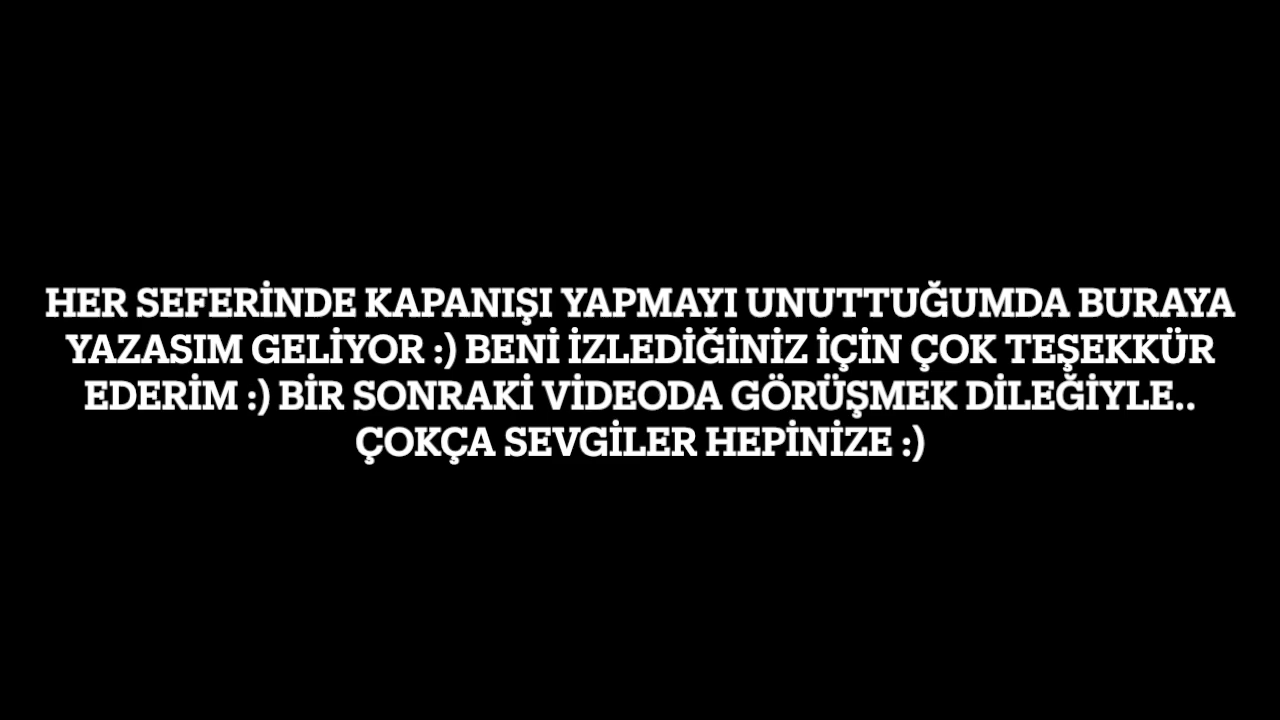 HER SEFERİNDE KAPANIŞI YAPMAYI UNUTTUĞUMDA BURAYA
YAZASIM GELİYOR :) BENİ İZLEDİĞİNİZ İÇİN ÇOK TEŞEKKÜR
EDERİM :) BİR SONRAKİ VİDEODA GÖRÜŞMEK DİLEĞİYLE..
ÇOKÇA SEVGİLER HEPİNİZE :)